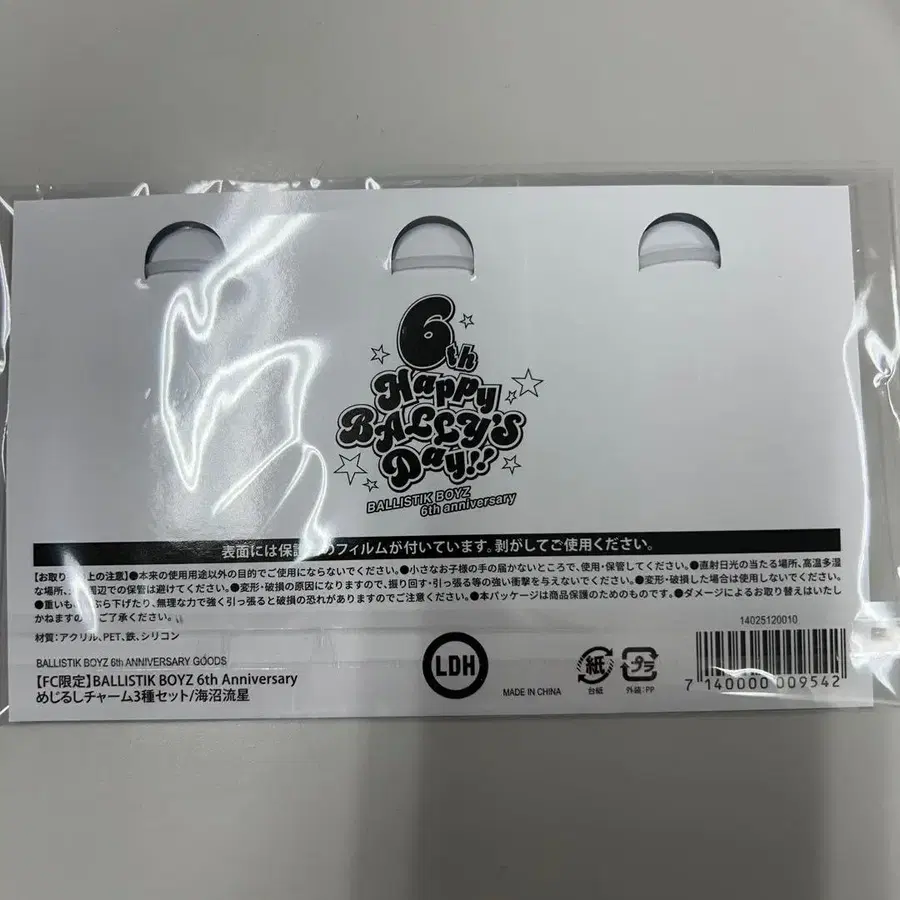 6th
Happy
BALLY'S
Day!!
BALLISTIK BOYZ
6th anniversary
表面には保護 のフィルムが付いています。剥がしてご使用ください。
【お取り 上の注意】●本来の使用用途以外の目的でご使用にならないでください。●小さなお子様の手の届かないところで、使用・保管してください。●直射日光の当たる場所、高温多湿
な場所、 周辺での保管は避けてください。●変形・破損の原因になりますので、振り回す・引っ張る等の強い衝撃を与えないでください。●変形・破損した場合は使用しないでください。
●重いもの ぶら下げたり、無理な力で強く引っ張ると破損の恐れがありますのでご注意ください。●本パッケージは商品保護のためのものです。●ダメージによるお取り替えはいたし
かねますの ご了承ください。
材質:アクリル、PET、鉄、シリコン
14025120010
BALLISTIK BOYZ 6th ANNIVERSARY GOODS
【FC限定】BALLISTIK BOYZ 6th Anniversary
めじるしチャーム3種セット/海沼流星
LDH
MADE IN CHINA
紙
台紙
プラ
外袋:PP
7 140000 009542